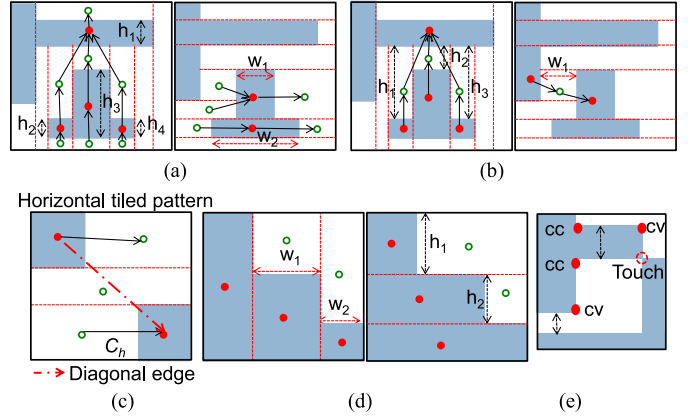 h₁
h₂
h₃
h₄
w₁
w₂
(a)
h₁
h₂
h₃
w₁
(b)
Horizontal tiled pattern
Cₕ
Diagonal edge
(c)
w₁
w₂
h₁
h₂
(d)
cc
cv
cc
Touch
cv
(e)